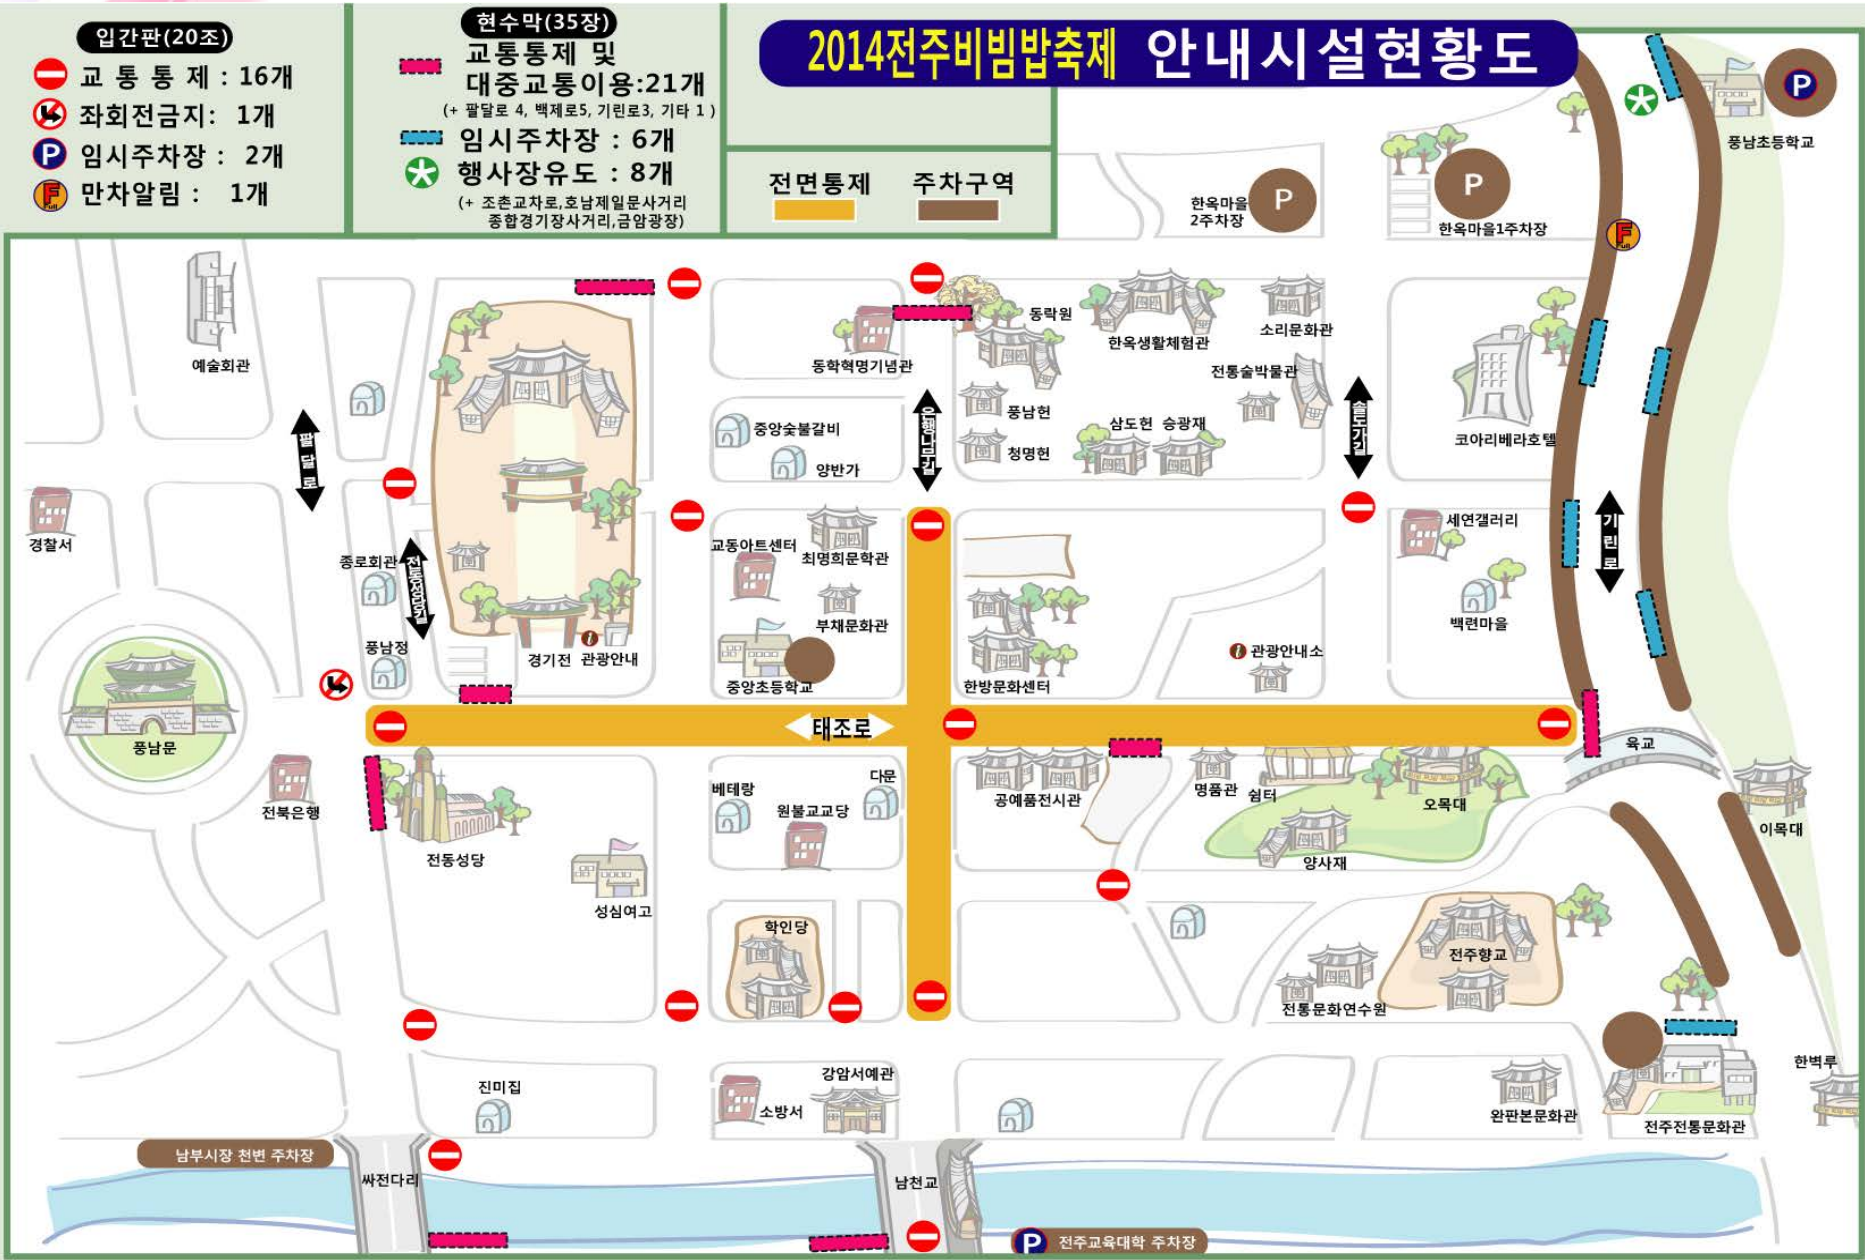 입간판(20조)
교 통 통 제 : 16개
좌회전금지: 1개
P 임시주차장 : 2개
F Full 만차알림 : 1개
현수막(35장)
교통통제 및
대중교통이용:21개
(+ 팔달로 4, 백제로5, 기린로3, 기타 1 )
임시주차장 : 6개
행사장유도 : 8개
(+ 조촌교차로,호남제일문사거리
종합경기장사거리,금암광장)
2014전주비빔밥축제 안내시설현황도
전면통제 주차구역
P
풍남초등학교
P
한옥마을
2주차장
P
한옥마을1주차장
F Full
예술회관
동학혁명기념관
동락원
한옥생활체험관
소리문화관
전통술박물관
풍남헌
청명헌
삼도헌 승광재
중앙숯불갈비
양반가
은행나무길
솔도가길
코아리베라호텔
팔달로
경찰서
종로회관
전동성당길
풍남정
경기전
i 관광안내
교동아트센터
최명희문학관
부채문화관
중앙초등학교
한방문화센터
i 관광안내소
세연갤러리
백련마을
기린로
풍남문
태조로
육교
전북은행
전동성당
성심여고
베테랑
다문
원불교교당
공예품전시관
명품관
쉼터
오목대
양사재
이목대
학인당
전주향교
전통문화연수원
진미집
소방서
강암서예관
완판본문화관
전주전통문화관
한벽루
남부시장 천변 주차장
싸전다리
남천교
P 전주교육대학 주차장